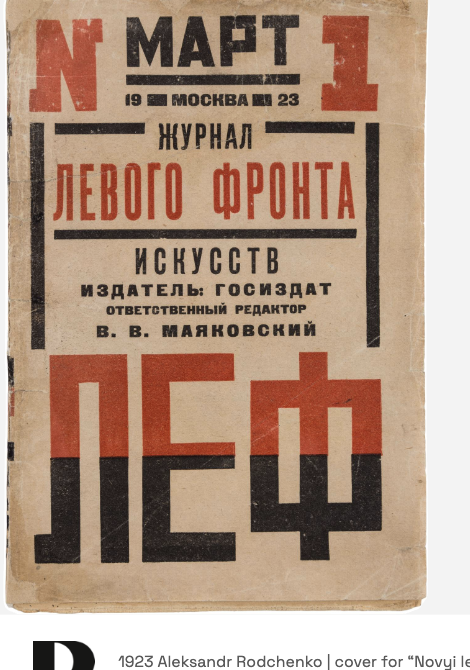 N МАРТ 1
19 МОСКВА 23
ЖУРНАЛ
ЛЕВОГО ФРОНТА
ИСКУССТВ
ИЗДАТЕЛЬ: ГОСИЗДАТ
ОТВЕТСТВЕННЫЙ РЕДАКТОР
В. В. МАЯКОВСКИЙ
ЛЕФ
1923 Aleksandr Rodchenko | cover for “Novyi le